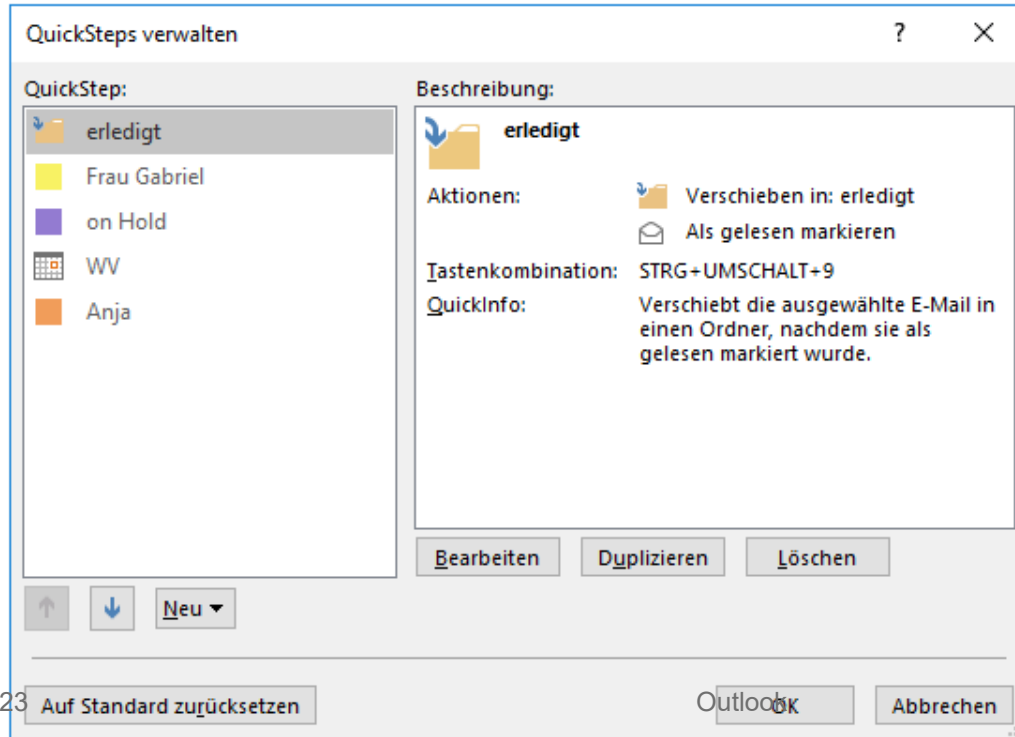 QuickSteps verwalten
?
QuickStep:
Beschreibung:
erledigt
Frau Gabriel
on Hold
WV
Anja
erledigt
Aktionen:
Verschieben in: erledigt
Als gelesen markieren
Tastenkombination: STRG+UMSCHALT+9
QuickInfo:
Verschiebt die ausgewählte E-Mail in
einen Ordner, nachdem sie als
gelesen markiert wurde.
Bearbeiten
Duplizieren
Löschen
Neu
23
Auf Standard zurücksetzen
Outlook
OK
Abbrechen